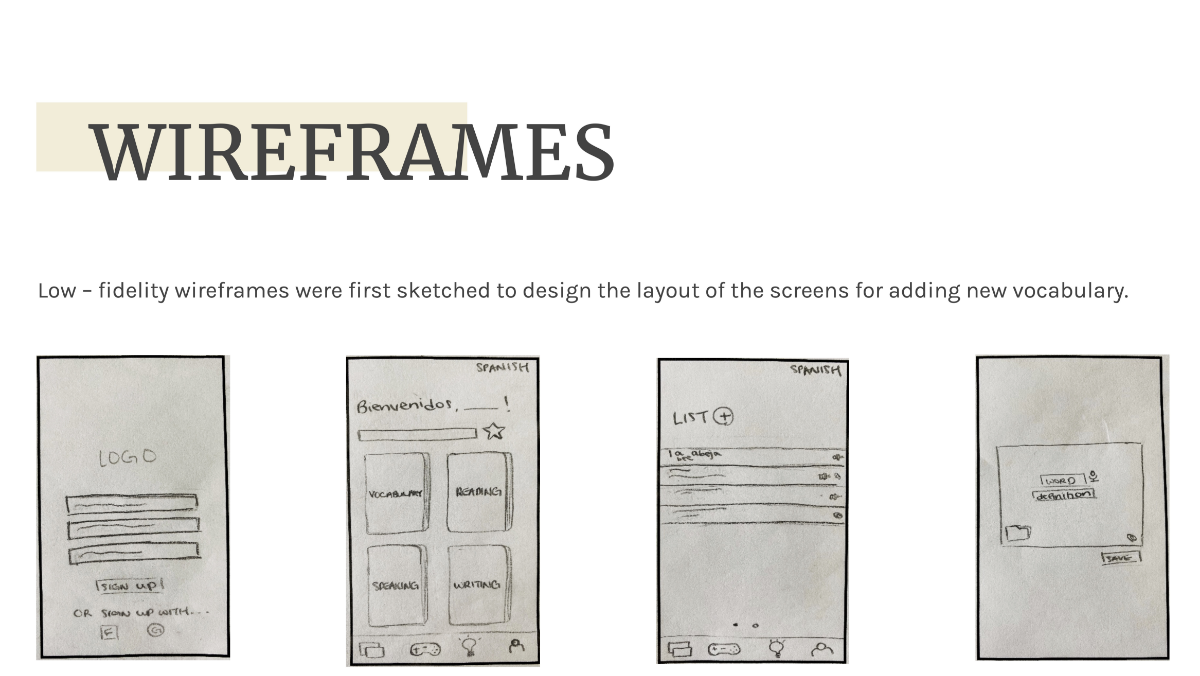 WIREFRAMES
Low – fidelity wireframes were first sketched to design the layout of the screens for adding new vocabulary.
LOGO
SIGN UP
OR SIGN UP WITH...
F G
SPANISH
Bienvenidos, ___ !
VOCABULARY READING
SPEAKING WRITING
SPANISH
LIST +
la abeja
bee
WORD
definition
SAVE